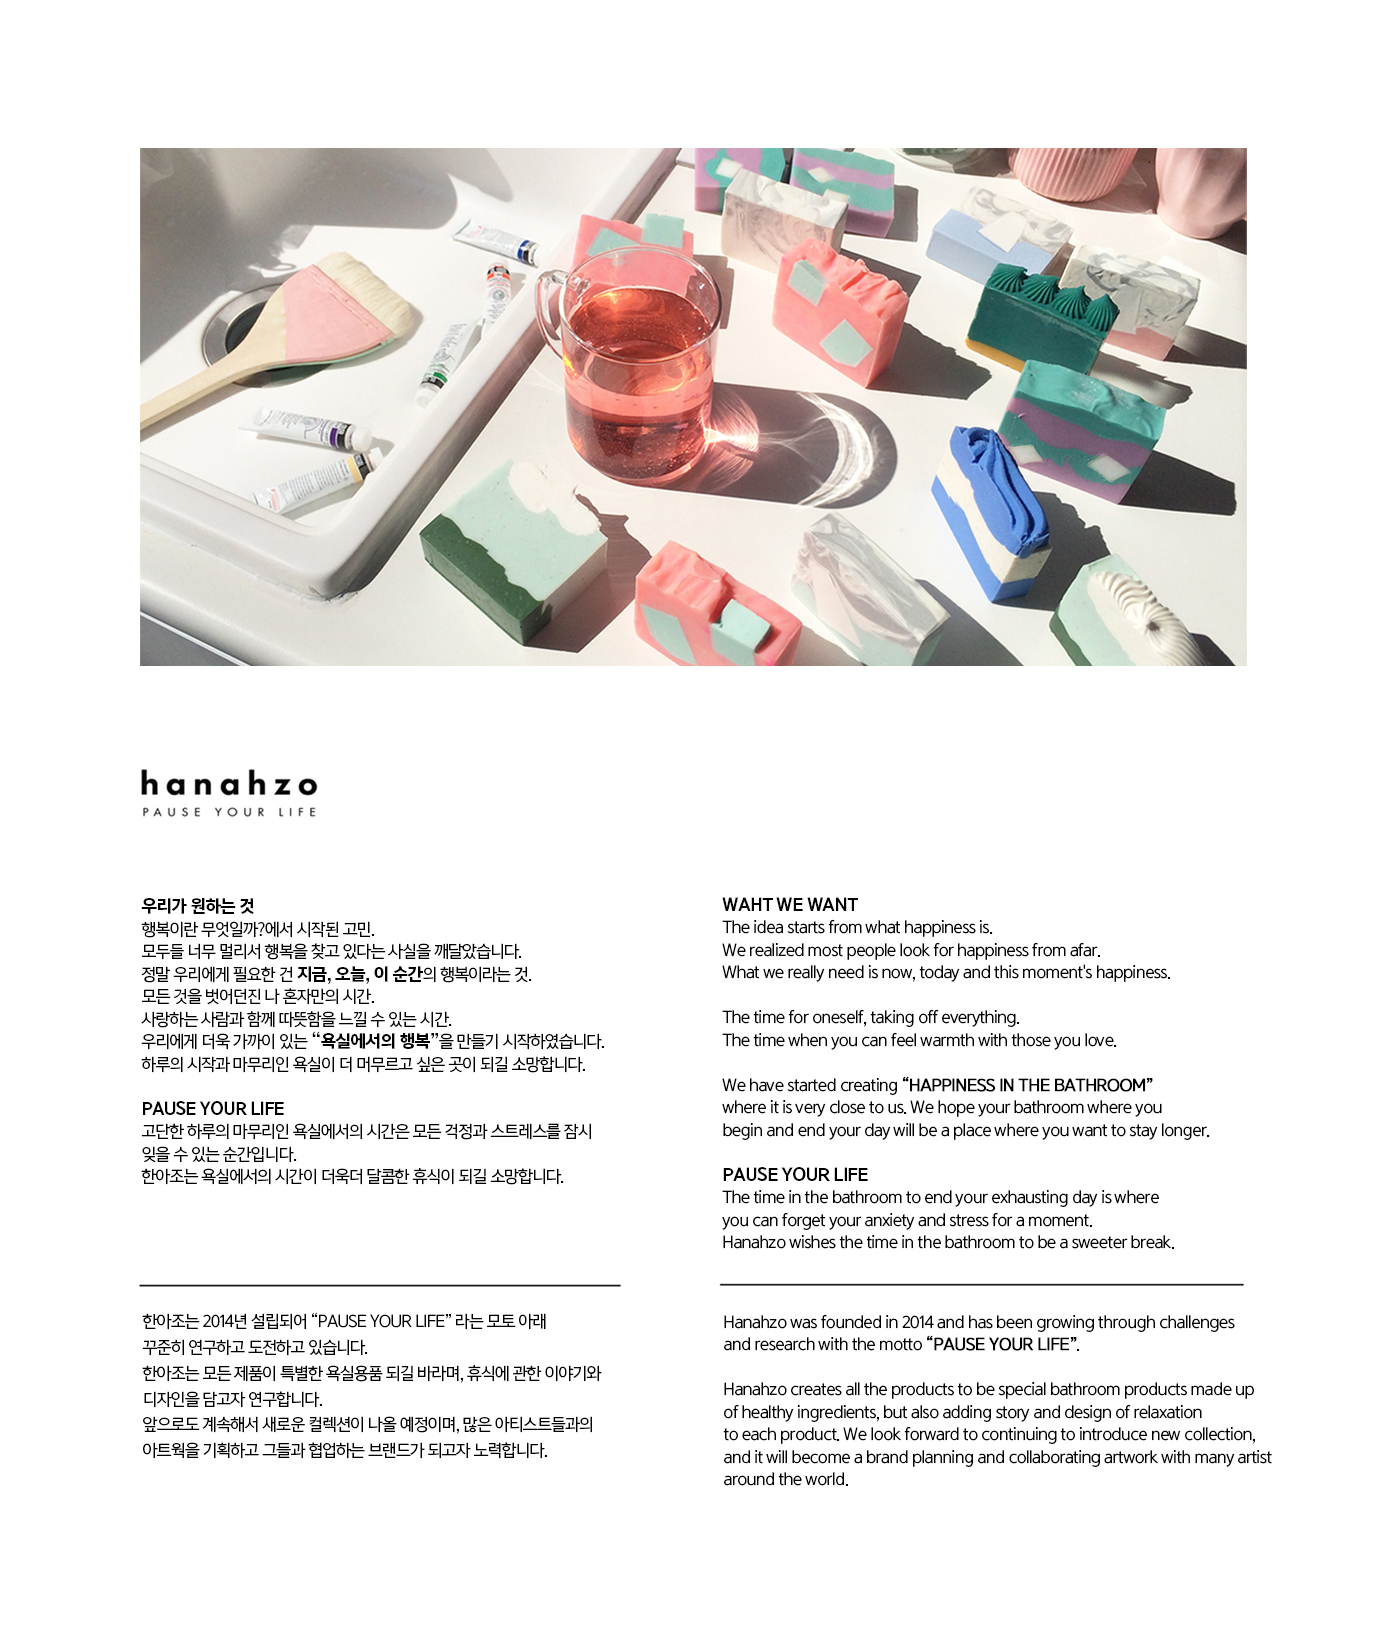 hanahzo
PAUSE YOUR LIFE
우리가 원하는 것
행복이란 무엇일까?에서 시작된 고민.
모두들 너무 멀리서 행복을 찾고 있다는 사실을 깨달았습니다.
정말 우리에게 필요한 건 지금, 오늘, 이 순간의 행복이라는 것.
모든 것을 벗어던진 나 혼자만의 시간.
사랑하는 사람과 함께 따뜻함을 느낄 수 있는 시간.
우리에게 더욱 가까이 있는 “욕실에서의 행복”을 만들기 시작하였습니다.
하루의 시작과 마무리인 욕실이 더 머무르고 싶은 곳이 되길 소망합니다.
PAUSE YOUR LIFE
고단한 하루의 마무리인 욕실에서의 시간은 모든 걱정과 스트레스를 잠시
잊을 수 있는 순간입니다.
한아조는 욕실에서의 시간이 더욱더 달콤한 휴식이 되길 소망합니다.
한아조는 2014년 설립되어 “PAUSE YOUR LIFE” 라는 모토 아래
꾸준히 연구하고 도전하고 있습니다.
한아조는 모든 제품이 특별한 욕실용품 되길 바라며, 휴식에 관한 이야기와
디자인을 담고자 연구합니다.
앞으로도 계속해서 새로운 컬렉션이 나올 예정이며, 많은 아티스트들과의
아트웍을 기획하고 그들과 협업하는 브랜드가 되고자 노력합니다.
WAHT WE WANT
The idea starts from what happiness is.
We realized most people look for happiness from afar.
What we really need is now, today and this moment's happiness.
The time for oneself, taking off everything.
The time when you can feel warmth with those you love.
We have started creating “HAPPINESS IN THE BATHROOM”
where it is very close to us. We hope your bathroom where you
begin and end your day will be a place where you want to stay longer.
PAUSE YOUR LIFE
The time in the bathroom to end your exhausting day is where
you can forget your anxiety and stress for a moment.
Hanahzo wishes the time in the bathroom to be a sweeter break.
Hanahzo was founded in 2014 and has been growing through challenges
and research with the motto “PAUSE YOUR LIFE”.
Hanahzo creates all the products to be special bathroom products made up
of healthy ingredients, but also adding story and design of relaxation
to each product. We look forward to continuing to introduce new collection,
and it will become a brand planning and collaborating artwork with many artist
around the world.